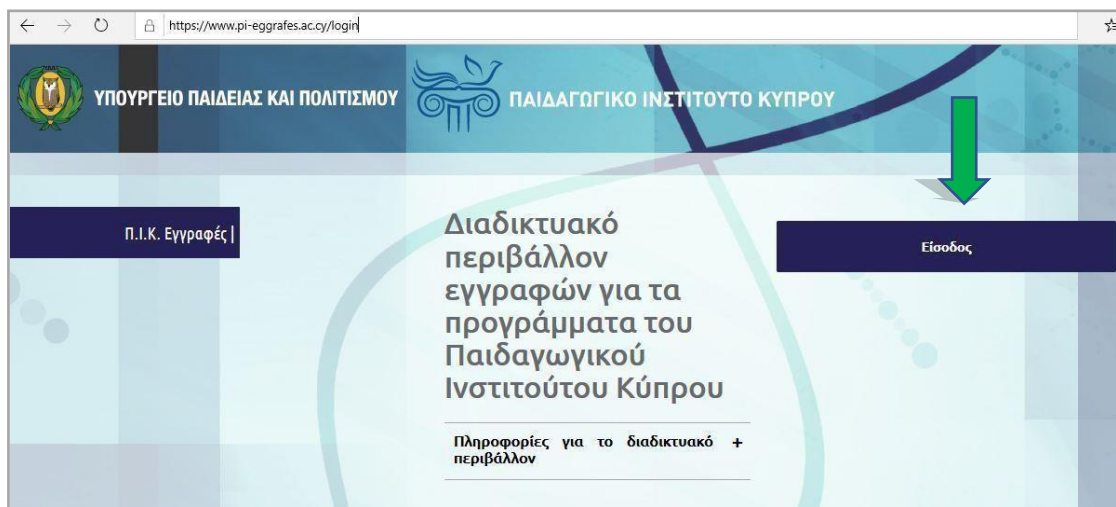 https://www.pi-eggrafes.ac.cy/login
ΥΠΟΥΡΓΕΙΟ ΠΑΙΔΕΙΑΣ ΚΑΙ ΠΟΛΙΤΙΣΜΟΥ
ΠΑΙΔΑΓΩΓΙΚΟ ΙΝΣΤΙΤΟΥΤΟ ΚΥΠΡΟΥ
Π.Ι.Κ. Εγγραφές |
Διαδικτυακό
περιβάλλον
εγγραφών για τα
προγράμματα του
Παιδαγωγικού
Ινστιτούτου Κύπρου
Πληροφορίες για το διαδικτυακό +
περιβάλλον
Είσοδος